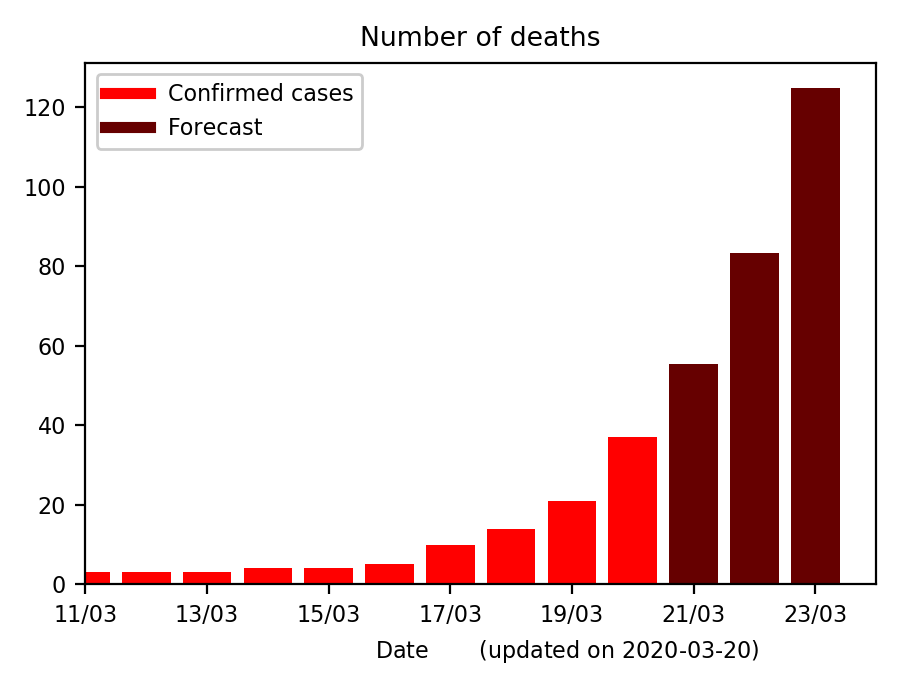 Number of deaths
Confirmed cases
Forecast
120
100
80
60
40
20
0
11/03 13/03 15/03 17/03 19/03 21/03 23/03
Date (updated on 2020-03-20)